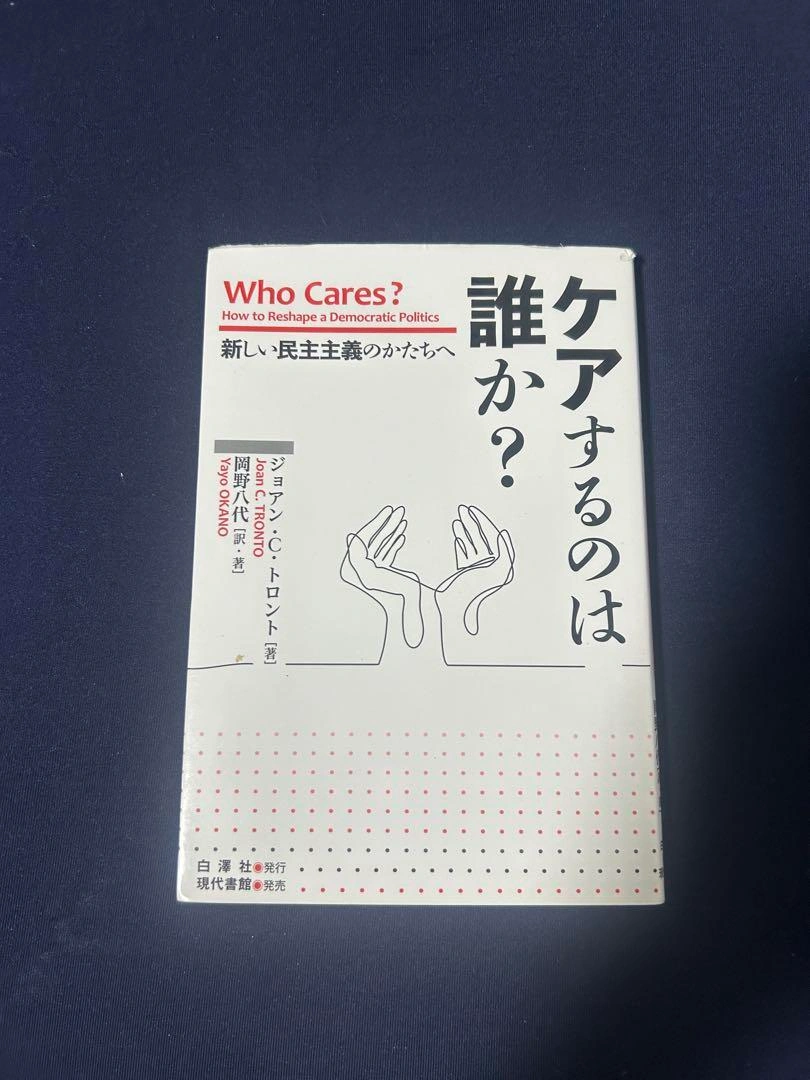 ケアするのは
誰か?
Who Cares?
How to Reshape a Democratic Politics
新しい民主主義のかたちへ
ジョアン・C・トロント[著]
Joan C. TRONTO
岡野八代[訳・著]
Yayo OKANO
白澤社◉発行
現代書館◉発売